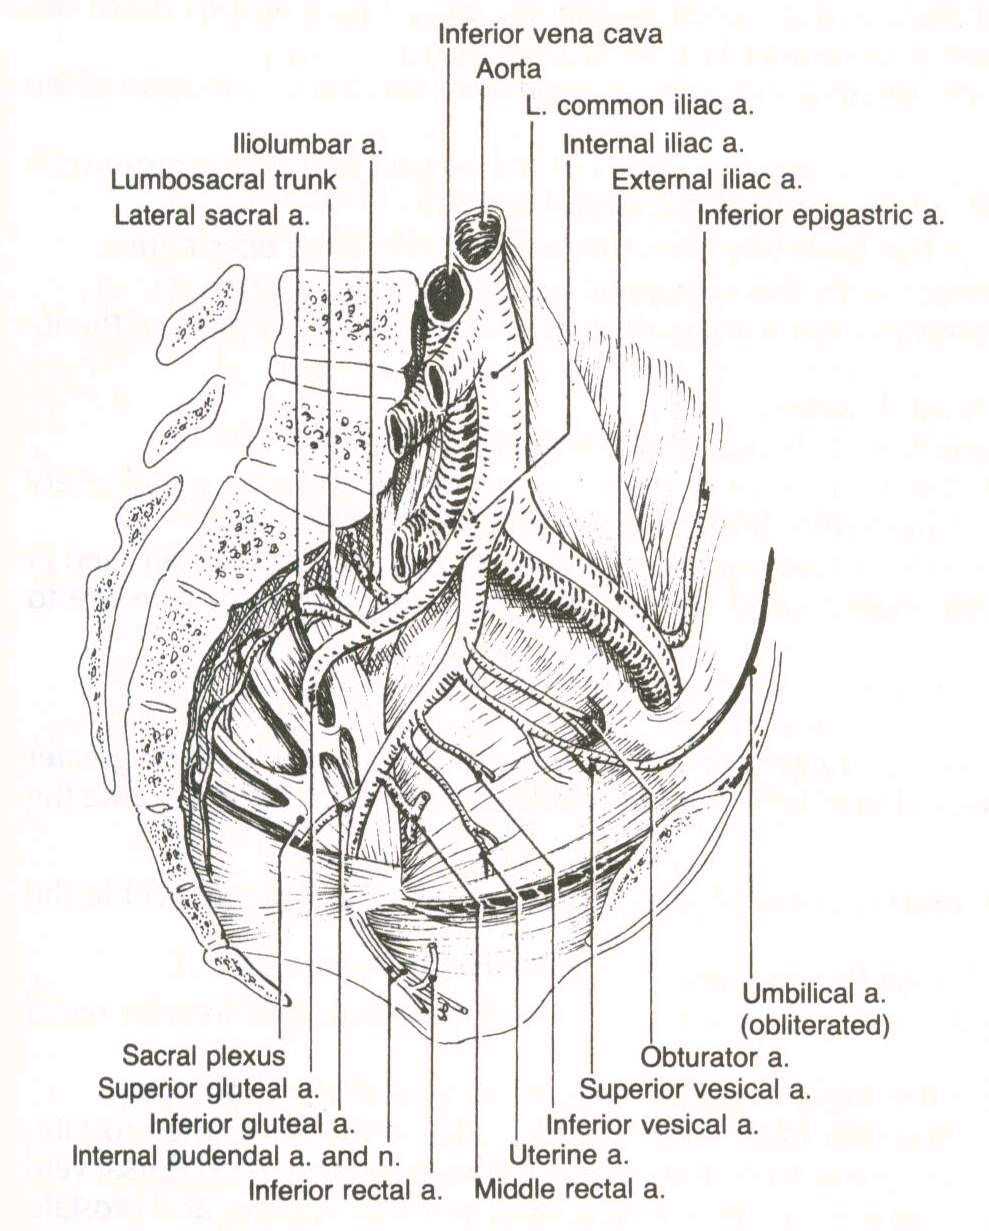 Inferior vena cava
Aorta
L. common iliac a.
Iliolumbar a.
Internal iliac a.
Lumbosacral trunk
External iliac a.
Lateral sacral a.
Inferior epigastric a.
Umbilical a.
(obliterated)
Sacral plexus
Obturator a.
Superior gluteal a.
Superior vesical a.
Inferior gluteal a.
Inferior vesical a.
Internal pudendal a. and n.
Uterine a.
Inferior rectal a.
Middle rectal a.